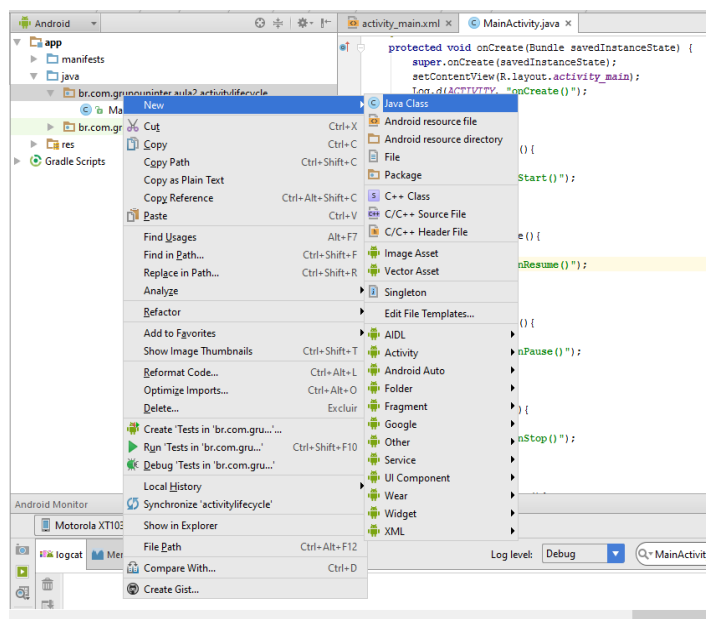 Android
activity_main.xml
MainActivity.java
app
manifests
java
br.com.grupouninter.aula2.activitylifecycle
Ma
br.com.gr
res
Gradle Scripts
protected void onCreate(Bundle savedInstanceState) {
super.onCreate(savedInstanceState);
setContentView(R.layout.activity_main);
Log.d(ACTIVITY, "onCreate()");
(){
Start()");
e(){
nResume()");
(){
nPause()");
){
nStop()");
New
Cut Ctrl+X
Copy Ctrl+C
Copy Path Ctrl+Shift+C
Copy as Plain Text
Copy Reference Ctrl+Alt+Shift+C
Paste Ctrl+V
Find Usages Alt+F7
Find in Path... Ctrl+Shift+F
Replace in Path... Ctrl+Shift+R
Analyze
Refactor
Add to Favorites
Show Image Thumbnails Ctrl+Shift+T
Reformat Code... Ctrl+Alt+L
Optimize Imports... Ctrl+Alt+O
Delete... Excluir
Create 'Tests in 'br.com.gru...'...
Run 'Tests in 'br.com.gru...' Ctrl+Shift+F10
Debug 'Tests in 'br.com.gru...'
Local History
Synchronize 'activitylifecycle'
Show in Explorer
File Path Ctrl+Alt+F12
Compare With... Ctrl+D
Create Gist...
Java Class
Android resource file
Android resource directory
File
Package
C++ Class
C/C++ Source File
C/C++ Header File
Image Asset
Vector Asset
Singleton
Edit File Templates...
AIDL
Activity
Android Auto
Folder
Fragment
Google
Other
Service
UI Component
Wear
Widget
XML
Android Monitor
Motorola XT103
logcat
Mer
Log level: Debug
MainActivit